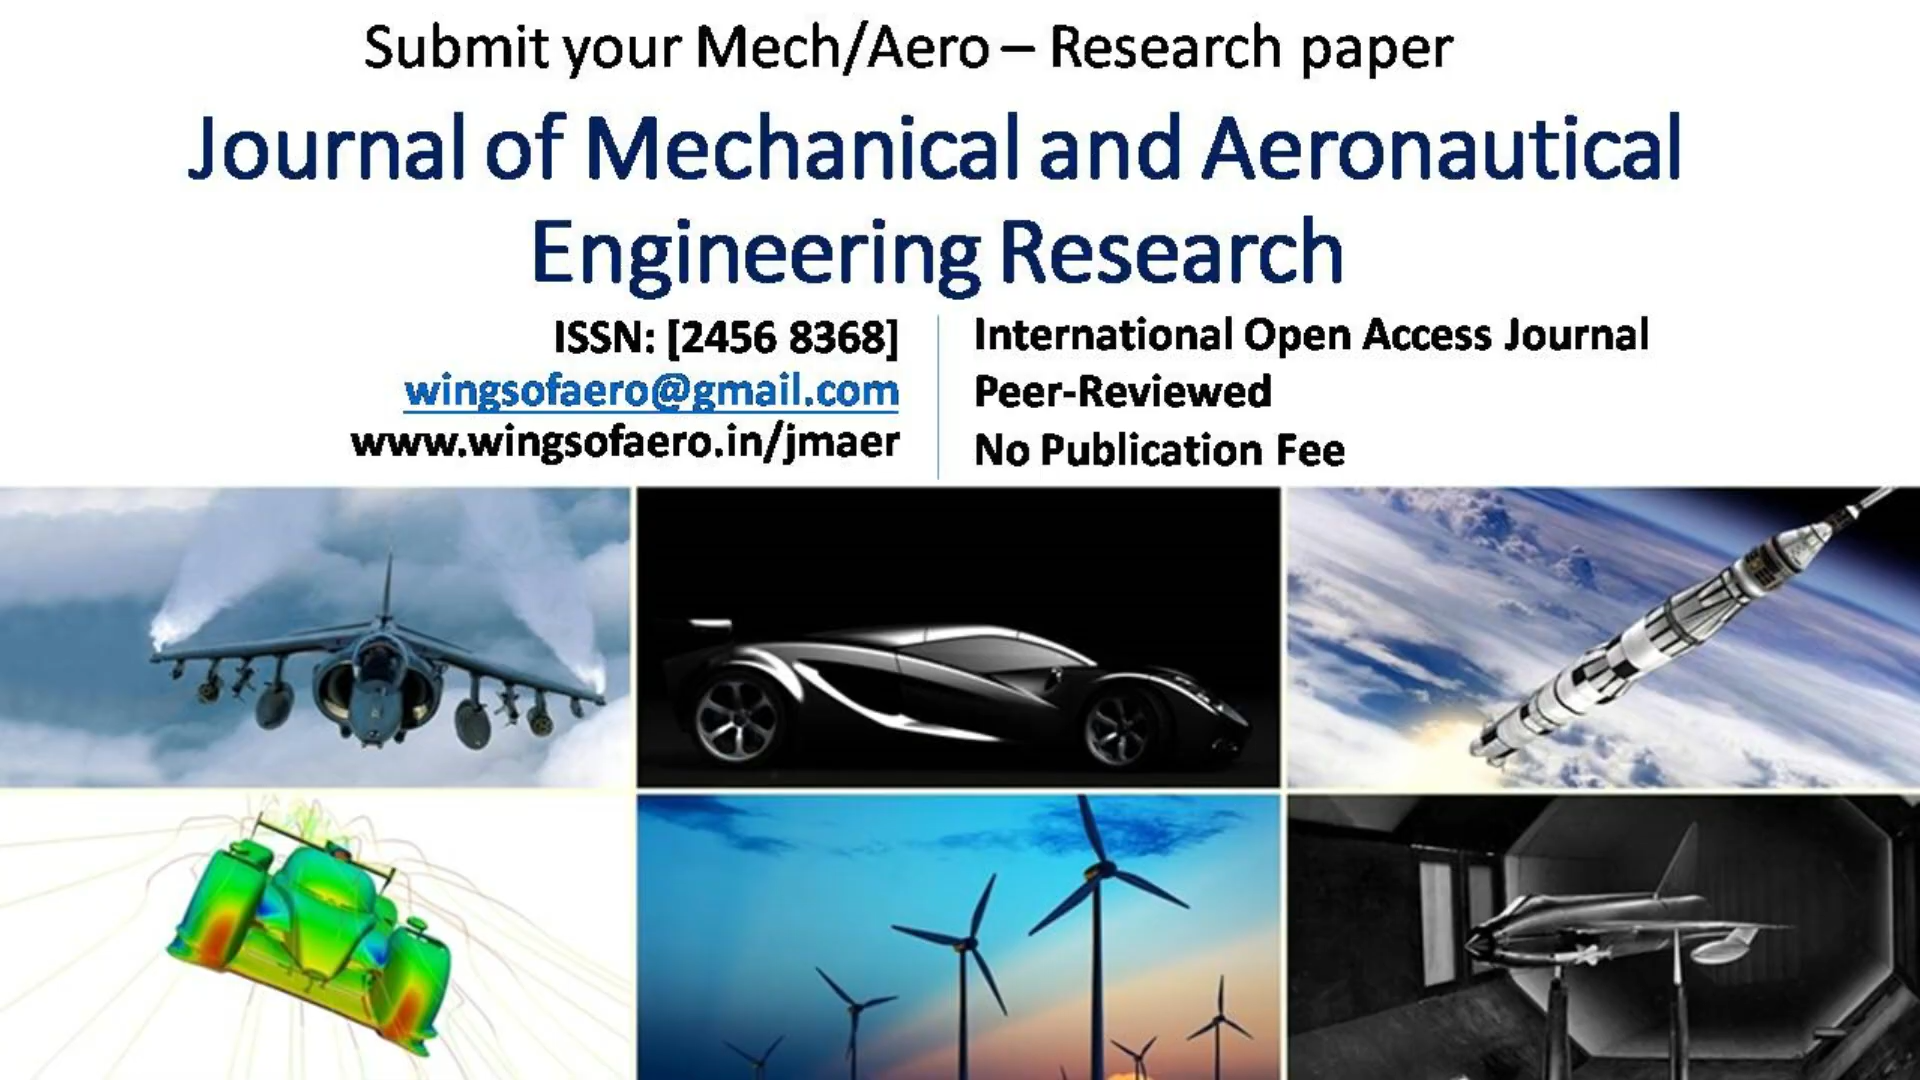 Submit your Mech/Aero – Research paper
Journal of Mechanical and Aeronautical
Engineering Research
ISSN: [2456 8368]
wingsofaero@gmail.com
www.wingsofaero.in/jmaer
International Open Access Journal
Peer-Reviewed
No Publication Fee